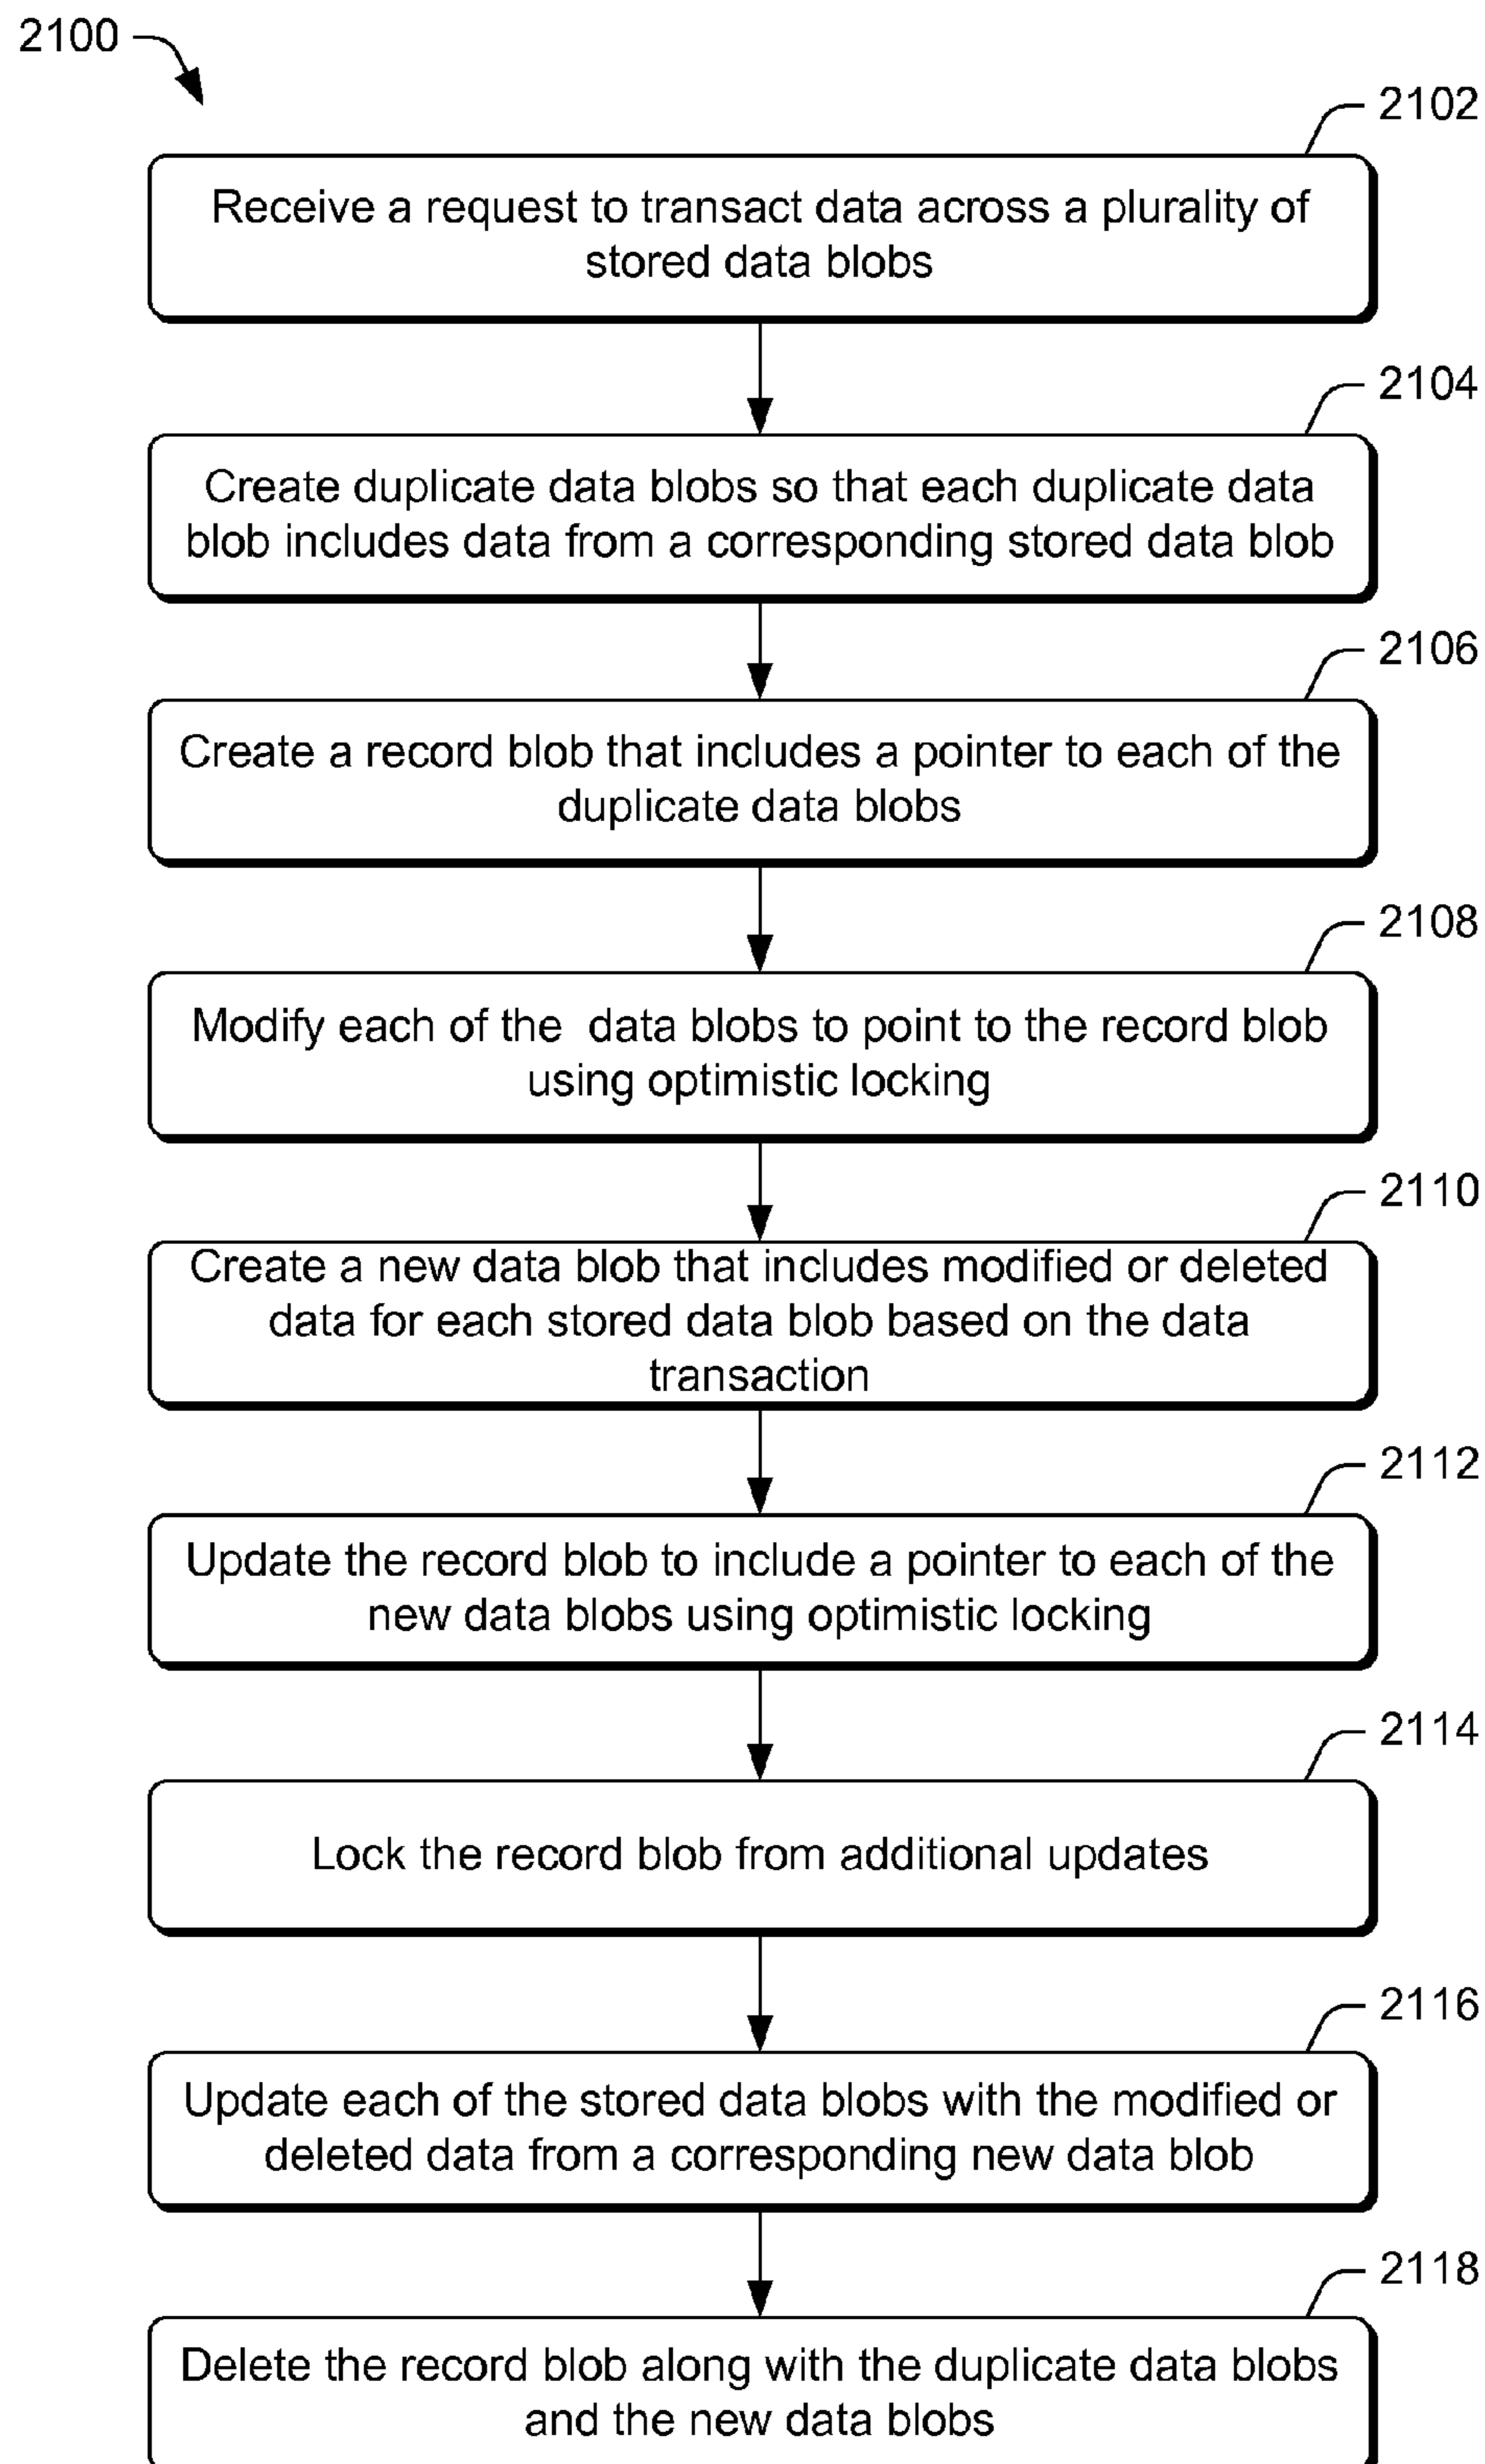 2100
2102
Receive a request to transact data across a plurality of
stored data blobs
2104
Create duplicate data blobs so that each duplicate data
blob includes data from a corresponding stored data blob
2106
Create a record blob that includes a pointer to each of the
duplicate data blobs
2108
Modify each of the data blobs to point to the record blob
using optimistic locking
2110
Create a new data blob that includes modified or deleted
data for each stored data blob based on the data
transaction
2112
Update the record blob to include a pointer to each of the
new data blobs using optimistic locking
2114
Lock the record blob from additional updates
2116
Update each of the stored data blobs with the modified or
deleted data from a corresponding new data blob
2118
Delete the record blob along with the duplicate data blobs
and the new data blobs